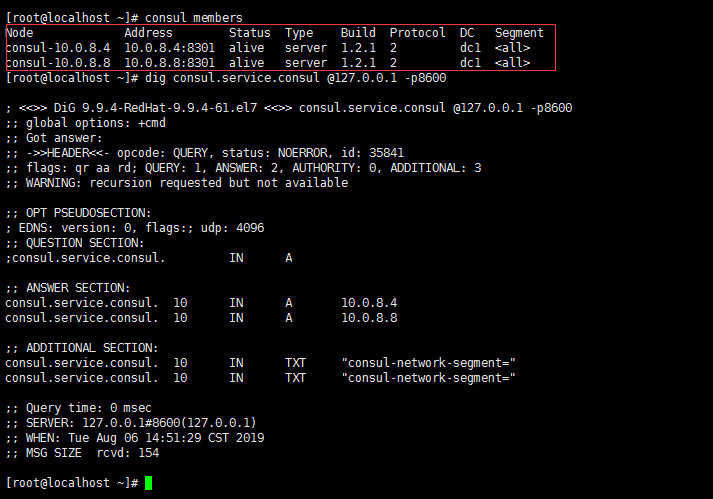 [root@localhost ~]# consul members
Node             Address        Status  Type    Build  Protocol  DC   Segment
consul-10.0.8.4  10.0.8.4:8301  alive   server  1.2.1  2         dc1  <all>
consul-10.0.8.8  10.0.8.8:8301  alive   server  1.2.1  2         dc1  <all>
[root@localhost ~]# dig consul.service.consul @127.0.0.1 -p8600
; <<>> DiG 9.9.4-RedHat-9.9.4-61.el7 <<>> consul.service.consul @127.0.0.1 -p8600
;; global options: +cmd
;; Got answer:
;; ->>HEADER<<- opcode: QUERY, status: NOERROR, id: 35841
;; flags: qr aa rd; QUERY: 1, ANSWER: 2, AUTHORITY: 0, ADDITIONAL: 3
;; WARNING: recursion requested but not available
;; OPT PSEUDOSECTION:
; EDNS: version: 0, flags:; udp: 4096
;; QUESTION SECTION:
;consul.service.consul.         IN      A
;; ANSWER SECTION:
consul.service.consul.  10      IN      A       10.0.8.4
consul.service.consul.  10      IN      A       10.0.8.8
;; ADDITIONAL SECTION:
consul.service.consul.  10      IN      TXT     "consul-network-segment="
consul.service.consul.  10      IN      TXT     "consul-network-segment="
;; Query time: 0 msec
;; SERVER: 127.0.0.1#8600(127.0.0.1)
;; WHEN: Tue Aug 06 14:51:29 CST 2019
;; MSG SIZE  rcvd: 154
[root@localhost ~]#